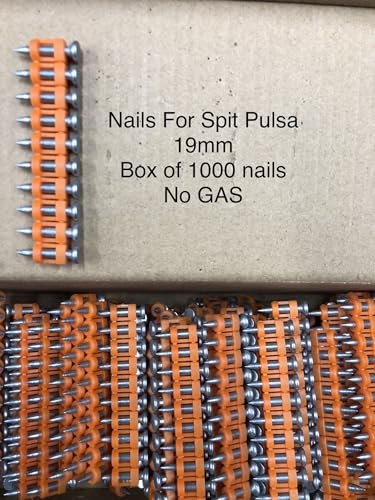 Nails For Spit Pulsa
19mm
Box of 1000 nails
No GAS